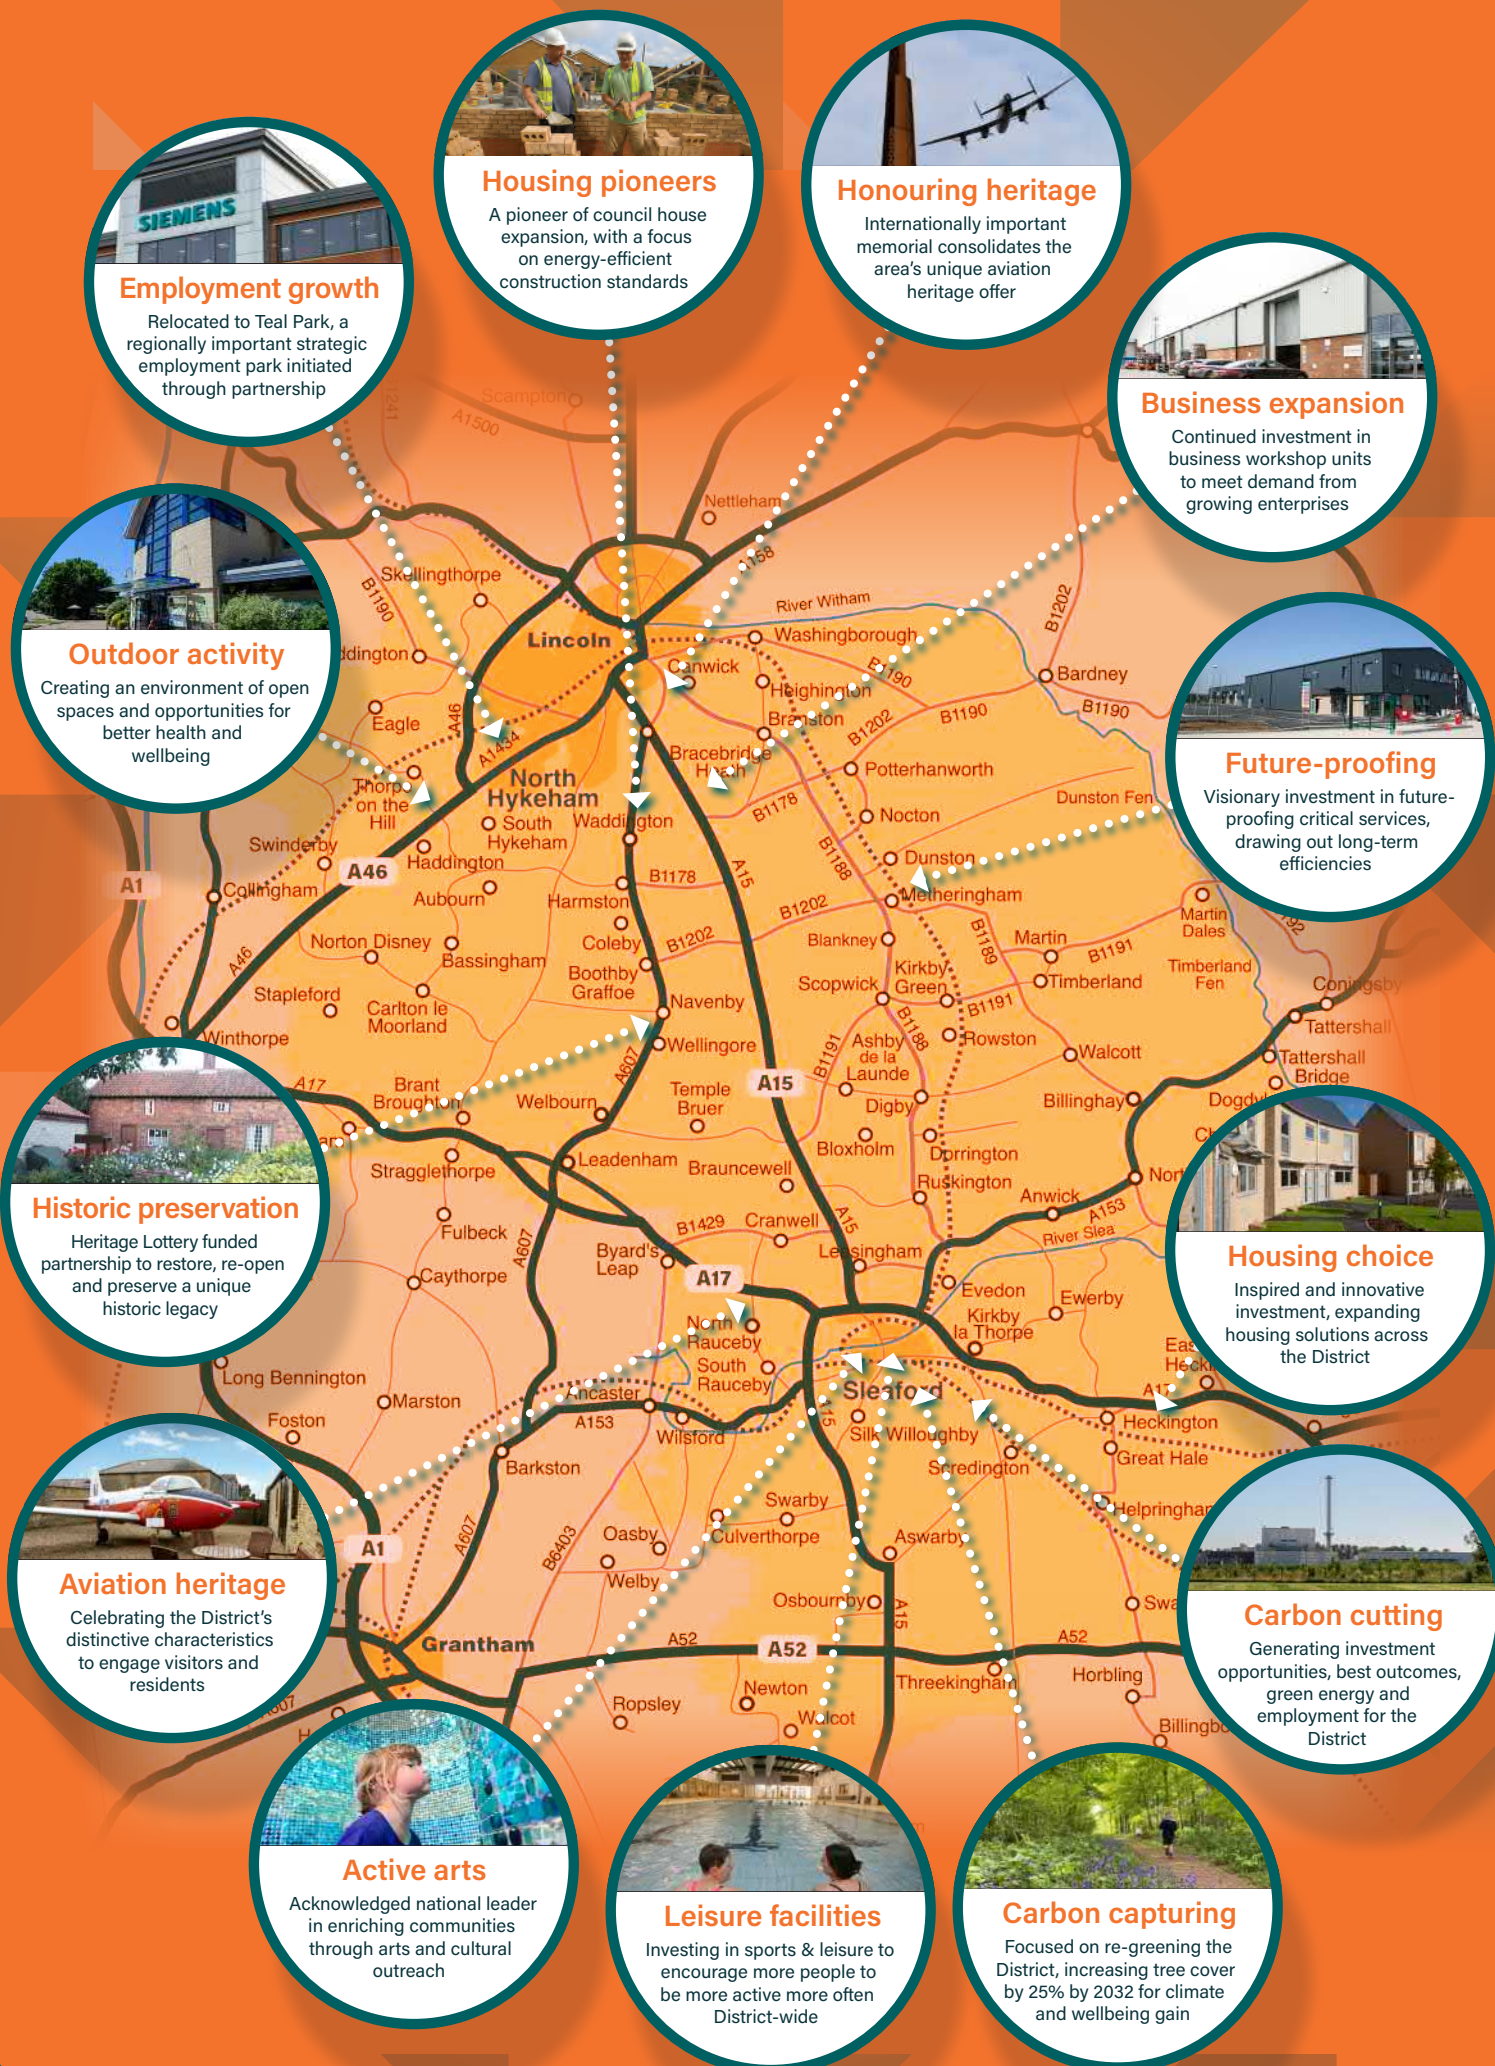 Housing pioneers
A pioneer of council house
expansion, with a focus
on energy-efficient
construction standards
Honouring heritage
Internationally important
memorial consolidates the
area's unique aviation
heritage offer
SIEMENS
Employment growth
Relocated to Teal Park, a
regionally important strategic
employment park initiated
through partnership
Business expansion
Continued investment in
business workshop units
to meet demand from
growing enterprises
Outdoor activity
Creating an environment of open
spaces and opportunities for
better health and
wellbeing
Future-proofing
Visionary investment in future-
proofing critical services,
drawing out long-term
efficiencies
Historic preservation
Heritage Lottery funded
partnership to restore, re-open
and preserve a unique
historic legacy
Housing choice
Inspired and innovative
investment, expanding
housing solutions across
the District
Aviation heritage
Celebrating the District's
distinctive characteristics
to engage visitors and
residents
Carbon cutting
Generating investment
opportunities, best outcomes,
green energy and
employment for the
District
Active arts
Acknowledged national leader
in enriching communities
through arts and cultural
outreach
Leisure facilities
Investing in sports & leisure to
encourage more people to
be more active more often
District-wide
Carbon capturing
Focused on re-greening the
District, increasing tree cover
by 25% by 2032 for climate
and wellbeing gain
Scampton
A1500
Nettleham
A158
Skellingthorpe
B1190
River Witham
B1202
Lincoln
Washingborough
Canwick
B1190
Bardney
Heighington
Eagle
A46
Branston
B1202
B1190
B1190
A1434
Bracebridge
Heath
Potterhanworth
North
Hykeham
Thorpe
on the
Hill
Dunston Fen
B1178
Nocton
South
Hykeham
Waddington
Swinderby
Haddington
B1188
Dunston
A46
A1
Collingham
Aubourn
B1178
A15
Harmston
Metheringham
B1202
Martin
Dales
Norton Disney
Bassingham
Coleby
B1202
Blankney
B1189
Martin
B1191
A46
Boothby
Graffoe
Kirkby
Green
Timberland
Fen
Scopwick
Timberland
Coningsby
Stapleford
Carlton le
Moorland
Navenby
B1191
Tattershall
Winthorpe
Wellingore
B1191
Ashby
de la
Launde
B1188
Rowston
Walcott
Tattershall
Bridge
A17
Brant
Broughton
A607
Welbourn
Temple
Bruer
A15
Digby
Billinghay
Stragglethorpe
Leadenham
Brauncewell
Bloxholm
Dorrington
Ruskington
Anwick
A153
Fulbeck
A607
B1429
Cranwell
A15
River Slea
Byard's
Leap
Leasingham
Caythorpe
A17
Evedon
Ewerby
North
Rauceby
Kirkby
la Thorpe
South
Rauceby
Long Bennington
Marston
Ancaster
Sleaford
A17
Foston
A153
Wilsford
A15
Silk Willoughby
Heckington
Barkston
Scredington
Great Hale
Swarby
Culverthorpe
A1
A607
B6403
Oasby
Aswarby
Welby
Osbournby
A15
Grantham
A52
A52
A52
Threekingham
Horbling
Ropsley
Newton
Walcot